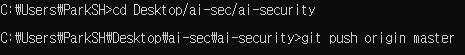 C:₩Users₩ParkSH>cd Desktop/ai-sec/ai-security
C:₩Users₩ParkSH₩Desktop₩ai-sec₩ai-security>git push origin master